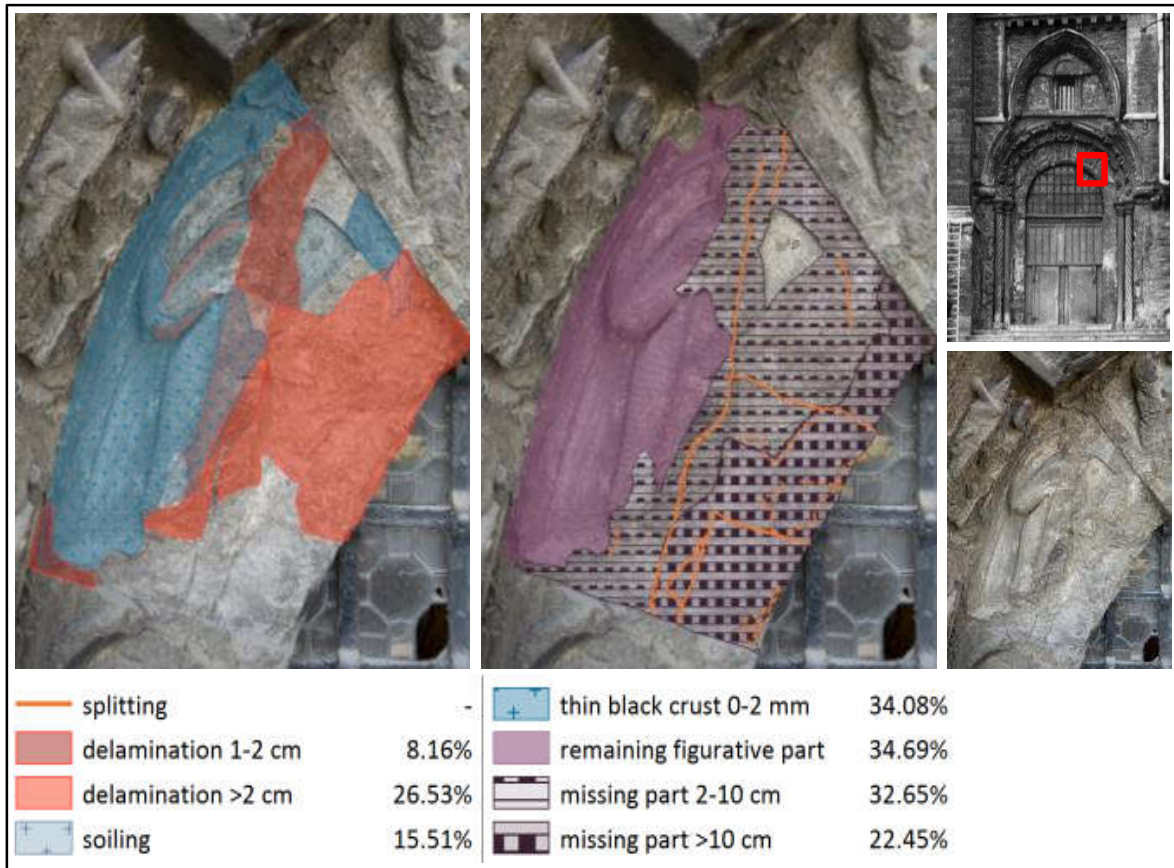 splitting -
delamination 1-2 cm 8.16%
delamination >2 cm 26.53%
soiling 15.51%
thin black crust 0-2 mm 34.08%
remaining figurative part 34.69%
missing part 2-10 cm 32.65%
missing part >10 cm 22.45%